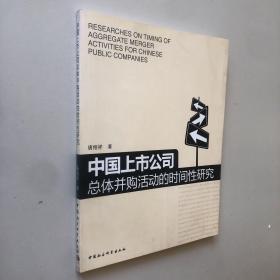 RESEARCHES ON TIMING OF
AGGREGATE MERGER
ACTIVITIES FOR CHINESE
PUBLIC COMPANIES
中国上市公司
总体并购活动的时间性研究
著
中国社会科学出版社